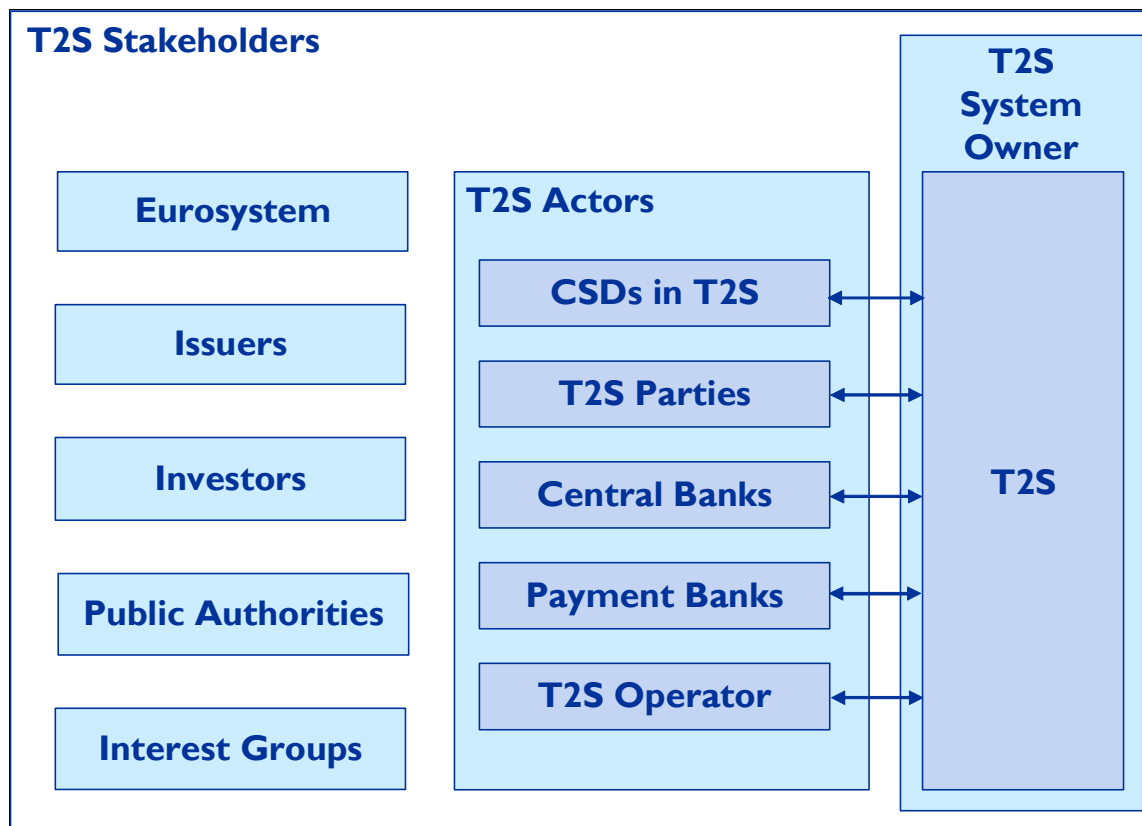 T2S Stakeholders
Eurosystem
Issuers
Investors
Public Authorities
Interest Groups
T2S Actors
CSDs in T2S
T2S Parties
Central Banks
Payment Banks
T2S Operator
T2S
System
Owner
T2S